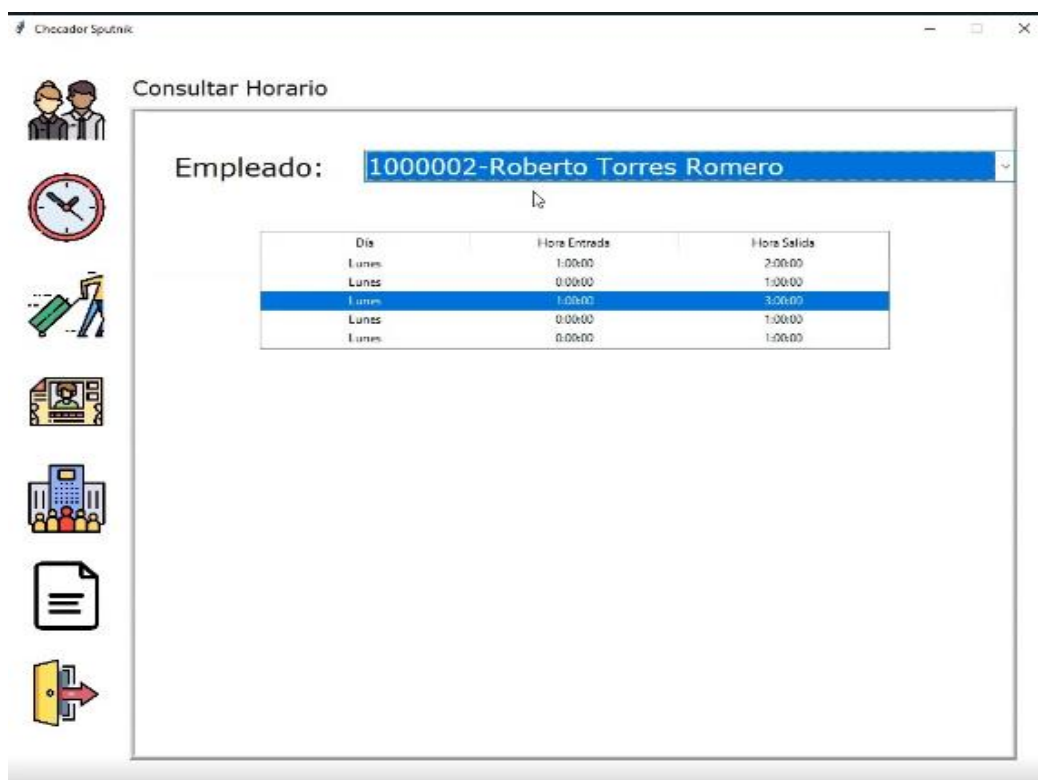 Checador Sputnik
Consultar Horario
Empleado: 1000002-Roberto Torres Romero
Día Hora Entrada Hora Salida
Lunes 1:00:00 2:00:00
Lunes 0:00:00 1:00:00
Lunes 1:00:00 3:00:00
Lunes 0:00:00 1:00:00
Lunes 0:00:00 1:00:00